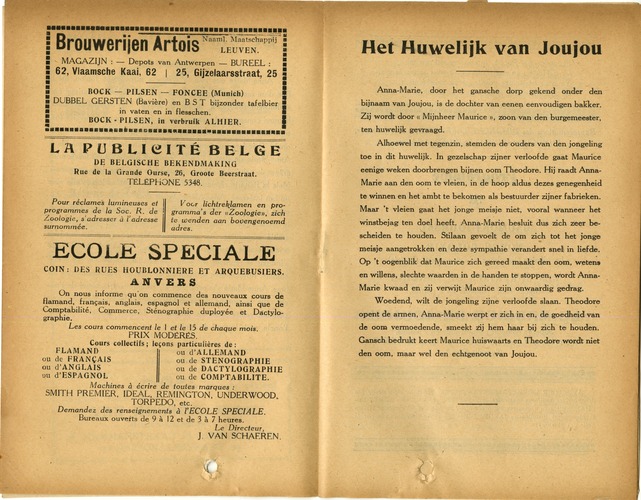 Brouwerijen Artois Naaml. Maatschappij
LEUVEN.
MAGAZIJN : — Depots van Antwerpen — BUREEL :
62, Vlaamsche Kaai, 62 | 25, Gijzelaarsstraat, 25
BOCK — PILSEN — FONCEE (Munich)
DUBBEL GERSTEN (Bavière) en B S T bijzonder tafelbier
in vaten en in flesschen.
BOCK - PILSEN, in verbruik ALHIER.
LA PUBLICITÉ BELGE
DE BELGISCHE BEKENDMAKING
Rue de la Grande Ourse, 26, Groote Beerstraat.
TELEPHONE 5348.
Pour réclames lumineuses et
programmes de la Soc. R. de
Zoologie, s'adresser à l'adresse
surnommée.
Voor lichtreklamen en pro-
gramma's der «Zoologie», zich
te wenden aan bovengenoemd
adres.
ECOLE SPECIALE
COIN : DES RUES HOUBLONNIERE ET ARQUEBUSIERS.
ANVERS
On nous informe qu'on commence des nouveaux cours de
flamand, français, anglais, espagnol et allemand, ainsi que de
Comptabilité, Commerce, Sténographie duployée et Dactylo-
graphie.
Les cours commencent le 1 et le 15 de chaque mois.
PRIX MODERES.
Cours collectifs ; leçons particulières de :
FLAMAND
ou de FRANÇAIS
ou d'ANGLAIS
ou d'ESPAGNOL
ou d'ALLEMAND
ou de STENOGRAPHIE
ou de DACTYLOGRAPHIE
ou de COMPTABILITE.
Machines à écrire de toutes marques :
SMITH PREMIER, IDEAL, REMINGTON, UNDERWOOD,
TORPEDO, etc.
Demandez des renseignements à l'ECOLE SPECIALE.
Bureaux ouverts de 9 à 12 et de 3 à 7 heures.
Le Directeur,
J. VAN SCHAEREN.
Het Huwelijk van Joujou
Anna-Marie, door het gansche dorp gekend onder den
bijnaam van Joujou, is de dochter van eenen eenvoudigen bakker.
Zij wordt door « Mijnheer Maurice », zoon van den burgemeester,
ten huwelijk gevraagd.
Alhoewel met tegenzin, stemden de ouders van den jongeling
toe in dit huwelijk. In gezelschap zijner verloofde gaat Maurice
eenige weken doorbrengen bijnen oom Theodore. Hij raadt Anna-
Marie aan den oom te vleien, in de hoop aldus dezes genegenheid
te winnen en het ambt te bekomen als bestuurder zijner fabrieken.
Maar 't vleien gaat het jonge meisje niet, vooral wanneer het
winstbejag ten doel heeft. Anna-Marie besluit dus zich zeer be-
scheiden te houden. Stilaan gevoelt de om zich tot het jonge
meisje aangetrokken en deze sympathie verandert snel in liefde.
Op 't oogenblik dat Maurice zich gereed maakt den oom, wetens
en willens, slechte waarden in de handen te stoppen, wordt Anna-
Marie kwaad en zij verwijt Maurice zijn onwaardig gedrag.
Woedend, wilt de jongeling zijne verloofde slaan. Theodore
opent de armen, Anna-Marie werpt er zich in en, de goedheid van
de oom vermoedende, smeekt zij hem haar bij zich te houden.
Gansch bedrukt keert Maurice huiswaarts en Theodore wordt niet
den oom, maar wel den echtgenoot van Joujou.